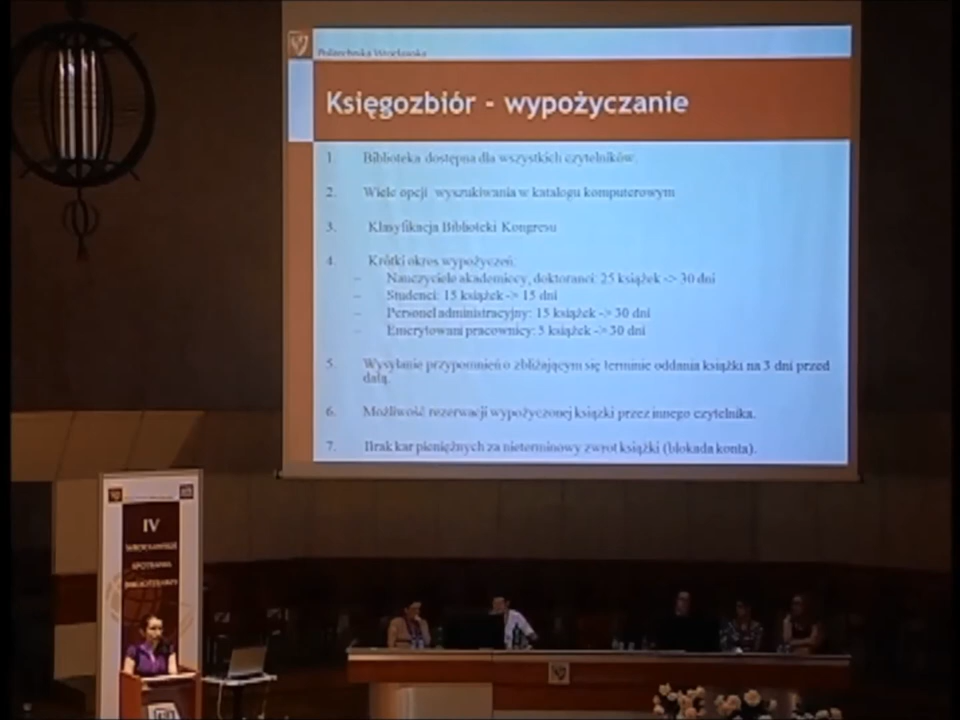 Politechnika Wrocławska
Księgozbiór - wypożyczanie
1. Biblioteka dostępna dla wszystkich czytelników.
2. Wiele opcji wyszukiwania w katalogu komputerowym
3. Klasyfikacja Biblioteki Kongresu
4. Krótki okres wypożyczeń:
– Nauczyciele akademiccy, doktoranci: 25 książek -> 30 dni
– Studenci: 15 książek -> 15 dni
– Personel administracyjny: 15 książek -> 30 dni
– Emerytowani pracownicy: 5 książek -> 30 dni
5. Wysyłanie przypomnień o zbliżającym się terminie oddania książki na 3 dni przed
datą.
6. Możliwość rezerwacji wypożyczonej książki przez innego czytelnika.
7. Brak kar pieniężnych za nieterminowy zwrot książki (blokada konta).
IV
WROCŁAWSKIE
SPOTKANIA
BIBLIOTEKARZY